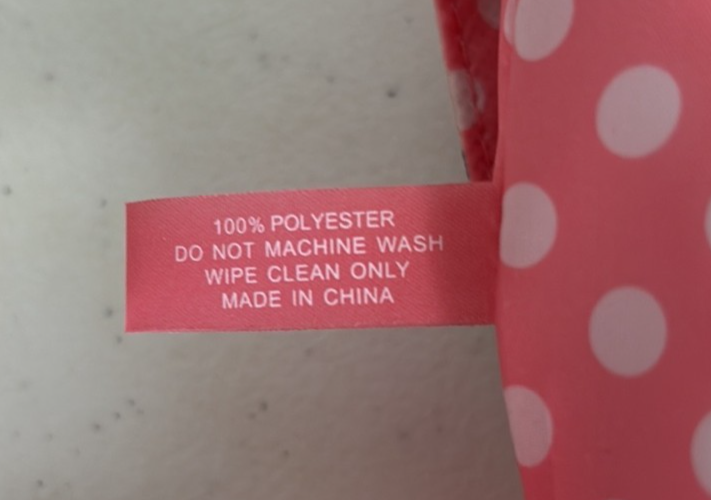 100% POLYESTER
DO NOT MACHINE WASH
WIPE CLEAN ONLY
MADE IN CHINA